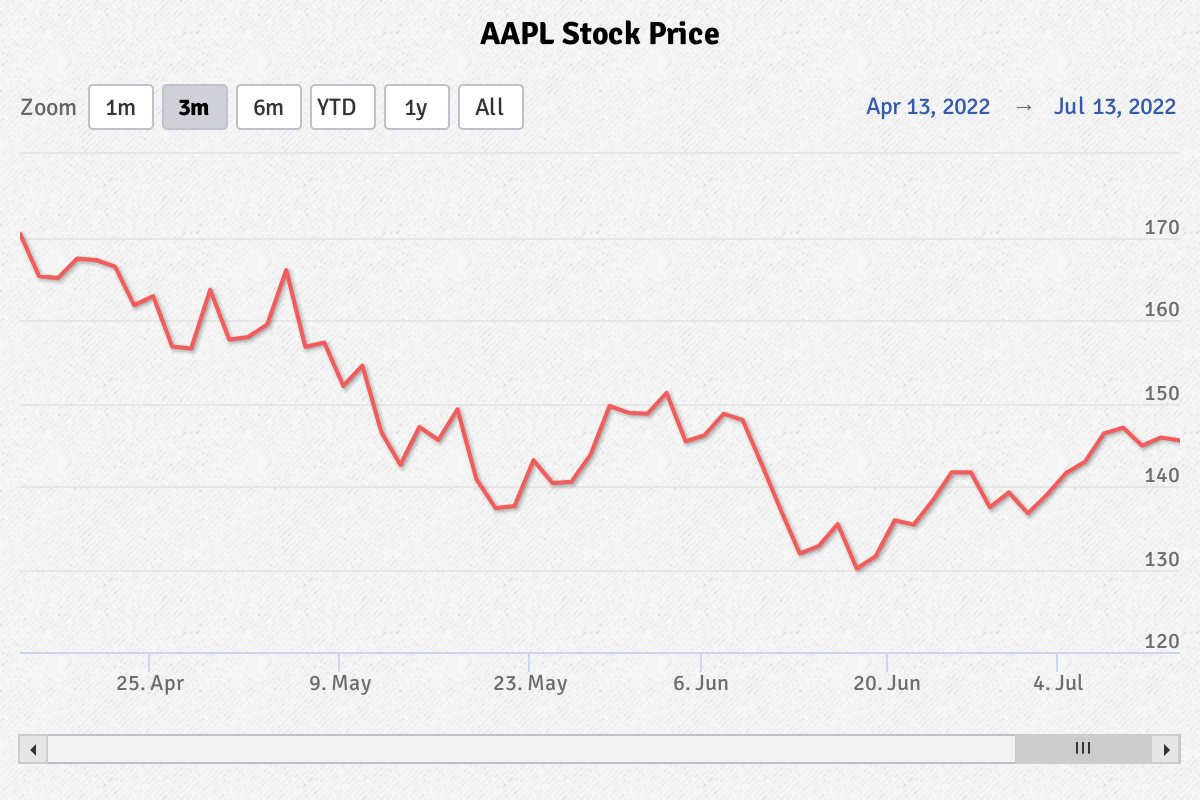 AAPL Stock Price
Zoom 1m 3m 6m YTD 1y All Apr 13, 2022 → Jul 13, 2022
170
160
150
140
130
120
25. Apr 9. May 23. May 6. Jun 20. Jun 4. Jul